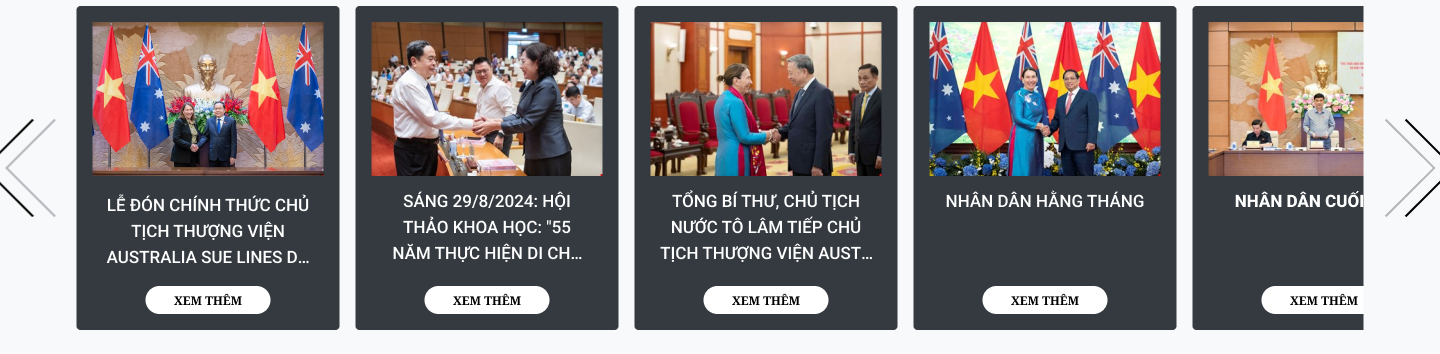 LỄ ĐÓN CHÍNH THỨC CHỦ
TỊCH THƯỢNG VIỆN
AUSTRALIA SUE LINES D...
XEM THÊM
SÁNG 29/8/2024: HỘI
THẢO KHOA HỌC: "55
NĂM THỰC HIỆN DI CH...
XEM THÊM
TỔNG BÍ THƯ, CHỦ TỊCH
NƯỚC TÔ LÂM TIẾP CHỦ
TỊCH THƯỢNG VIỆN AUST...
XEM THÊM
NHÂN DÂN HẰNG THÁNG
XEM THÊM
NHÂN DÂN CUỐI
XEM THÊM